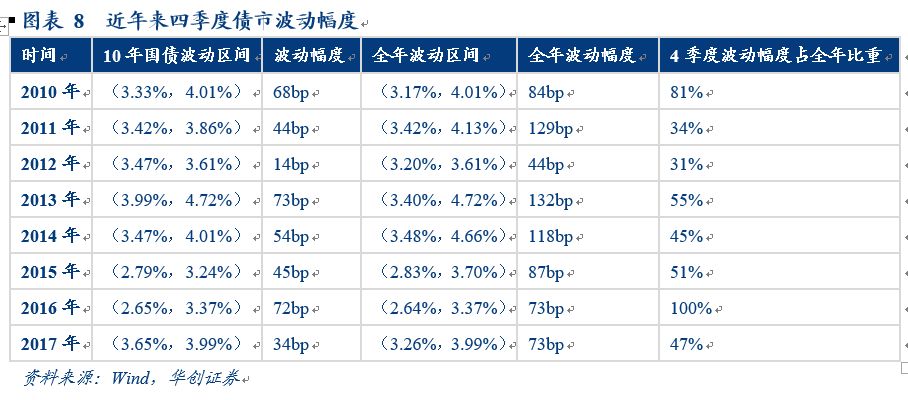 图表 8 近年来四季度债市波动幅度
时间 10 年国债波动区间 波动幅度 全年波动区间 全年波动幅度 4 季度波动幅度占全年比重
2010 年 （3.33%，4.01%） 68bp （3.17%，4.01%） 84bp 81%
2011 年 （3.42%，3.86%） 44bp （3.42%，4.13%） 129bp 34%
2012 年 （3.47%，3.61%） 14bp （3.20%，3.61%） 44bp 31%
2013 年 （3.99%，4.72%） 73bp （3.40%，4.72%） 132bp 55%
2014 年 （3.47%，4.01%） 54bp （3.48%，4.66%） 118bp 45%
2015 年 （2.79%，3.24%） 45bp （2.83%，3.70%） 87bp 51%
2016 年 （2.65%，3.37%） 72bp （2.64%，3.37%） 73bp 100%
2017 年 （3.65%，3.99%） 34bp （3.26%，3.99%） 73bp 47%
资料来源：Wind，华创证券